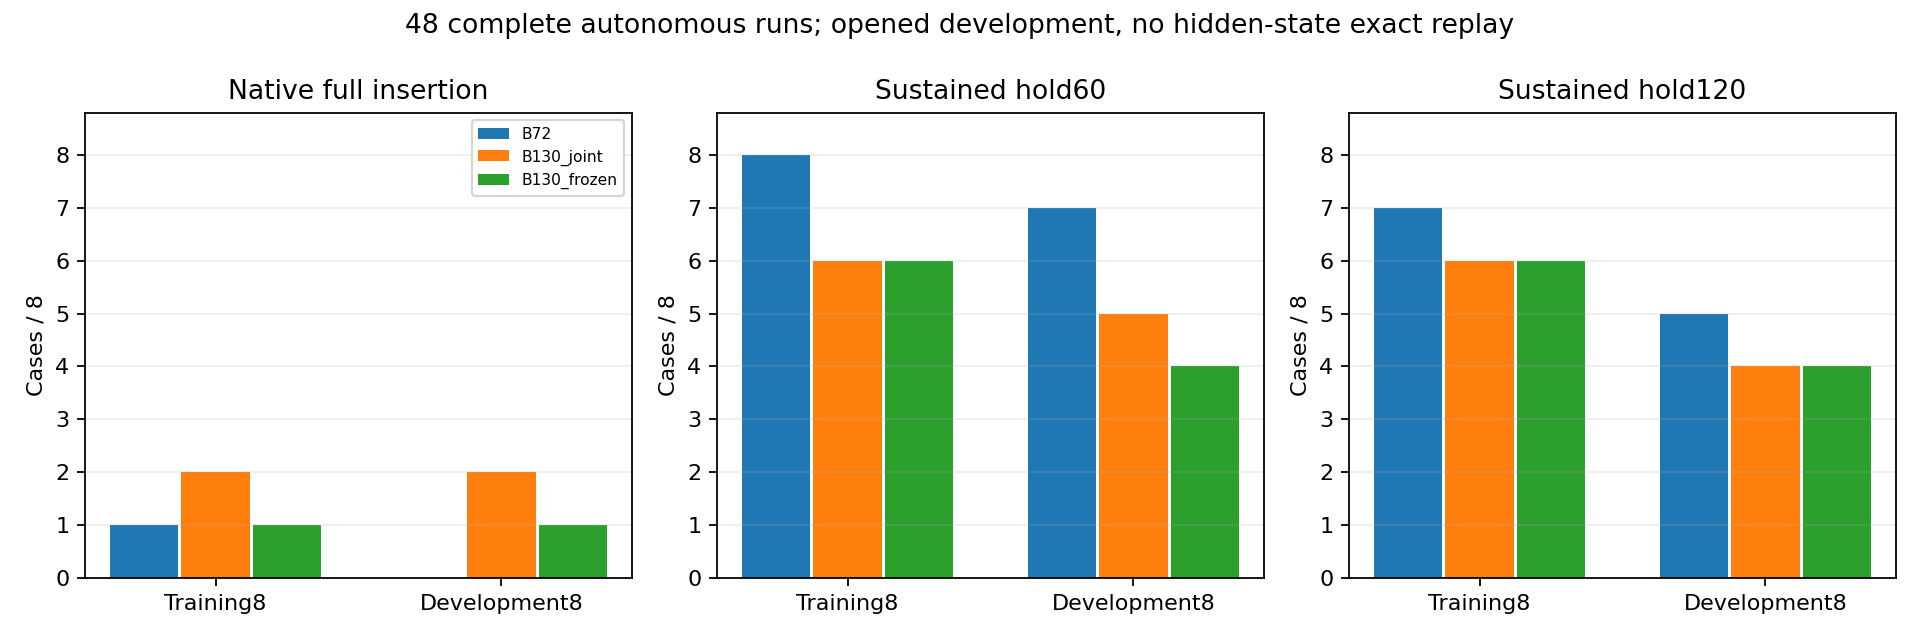 48 complete autonomous runs; opened development, no hidden-state exact replay
Native full insertion
Cases / 8
8
7
6
5
4
3
2
1
0
Training8
Development8
B72
B130_joint
B130_frozen
Sustained hold60
Cases / 8
8
7
6
5
4
3
2
1
0
Training8
Development8
Sustained hold120
Cases / 8
8
7
6
5
4
3
2
1
0
Training8
Development8